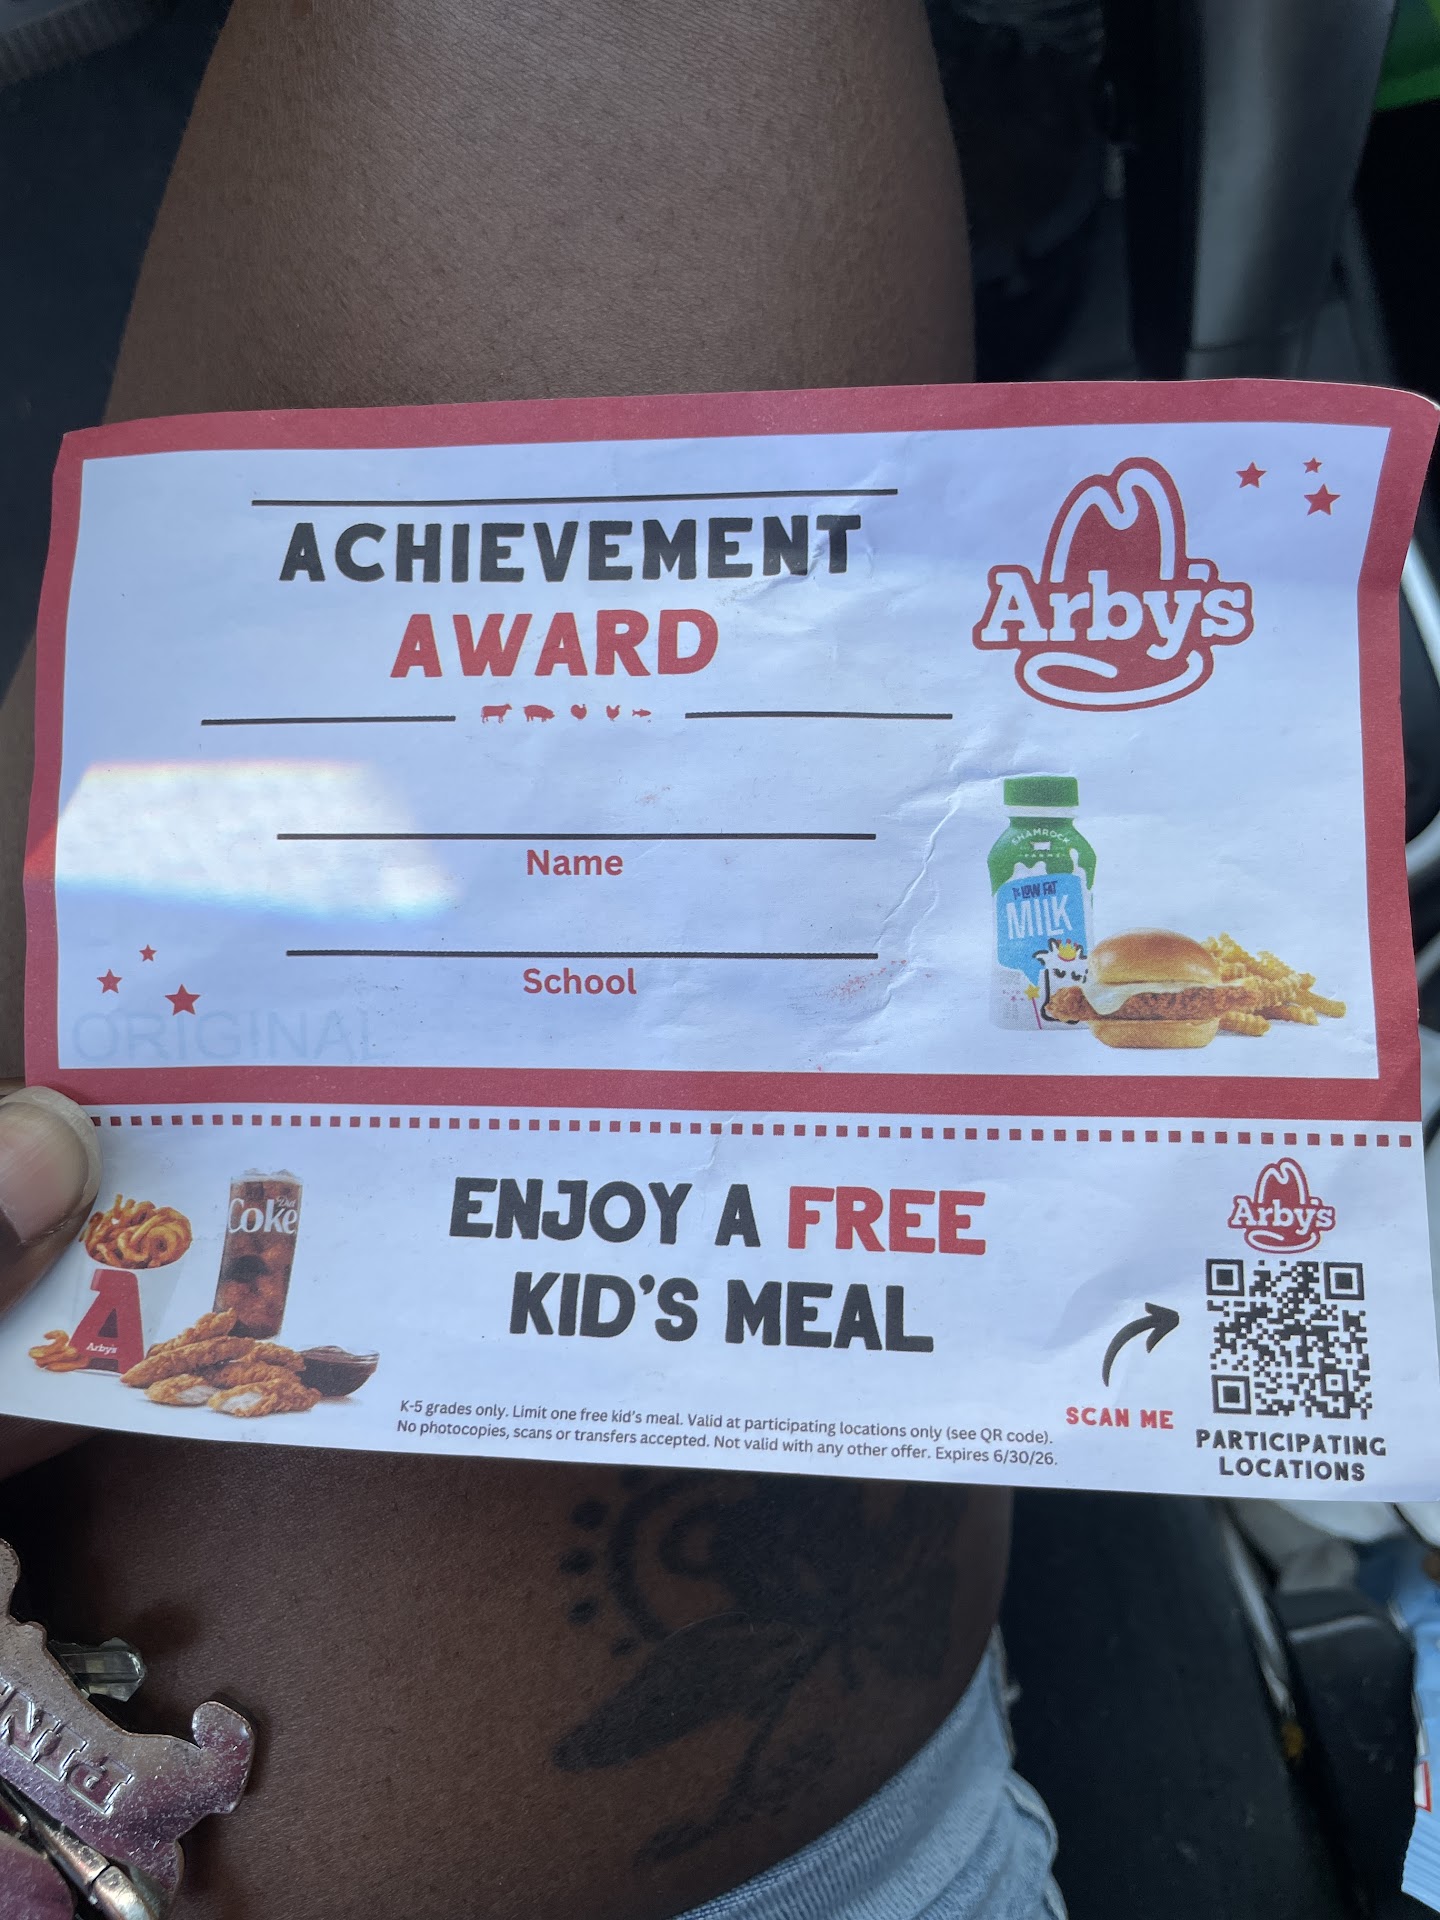 ACHIEVEMENT
AWARD
Arby's
Name
School
SHAMROCK
FARMS
1% LOW FAT
MILK
ORIGINAL
ENJOY A FREE
KID'S MEAL
Diet
Coke
A
Arby's
K-5 grades only. Limit one free kid's meal. Valid at participating locations only (see QR code).
No photocopies, scans or transfers accepted. Not valid with any other offer. Expires 6/30/26.
Arby's
SCAN ME
PARTICIPATING
LOCATIONS